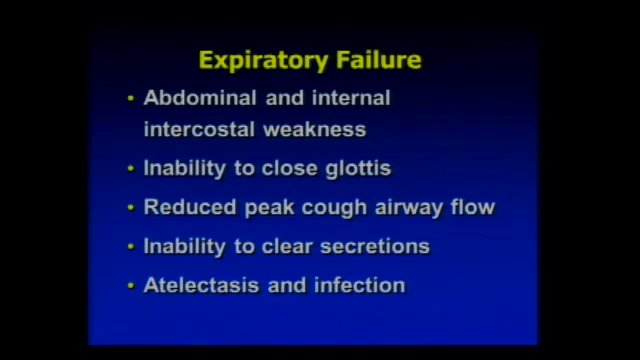 Expiratory Failure
• Abdominal and internal
intercostal weakness
• Inability to close glottis
• Reduced peak cough airway flow
• Inability to clear secretions
• Atelectasis and infection